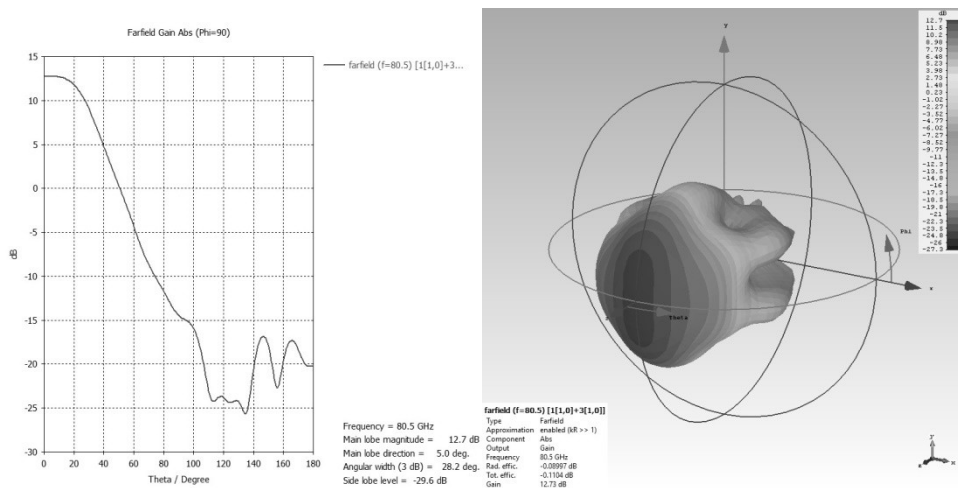 Farfield Gain Abs (Phi=90)
15
10
5
0
-5
-10
-15
-20
-25
-30
dB
0 20 40 60 80 100 120 140 160 180
Theta / Degree
farfield (f=80.5) [1[1,0]+3...
Frequency = 80.5 GHz
Main lobe magnitude = 12.7 dB
Main lobe direction = 5.0 deg.
Angular width (3 dB) = 28.2 deg.
Side lobe level = -29.6 dB
y
x
Phi
Theta
dB
12.7
11.5
10.2
8.98
7.73
6.48
5.23
3.98
2.73
1.48
0.23
-1.02
-2.27
-3.52
-4.77
-6.02
-7.27
-8.52
-9.77
-11
-12.3
-13.5
-14.8
-16
-17.3
-18.5
-19.8
-21
-22.3
-23.5
-24.8
-26
-27.3
farfield (f=80.5) [1[1,0]+3[1,0]]
Type Farfield
Approximation enabled (kR >> 1)
Component Abs
Output Gain
Frequency 80.5 GHz
Rad. effic. -0.08997 dB
Tot. effic. -0.1104 dB
Gain 12.73 dB